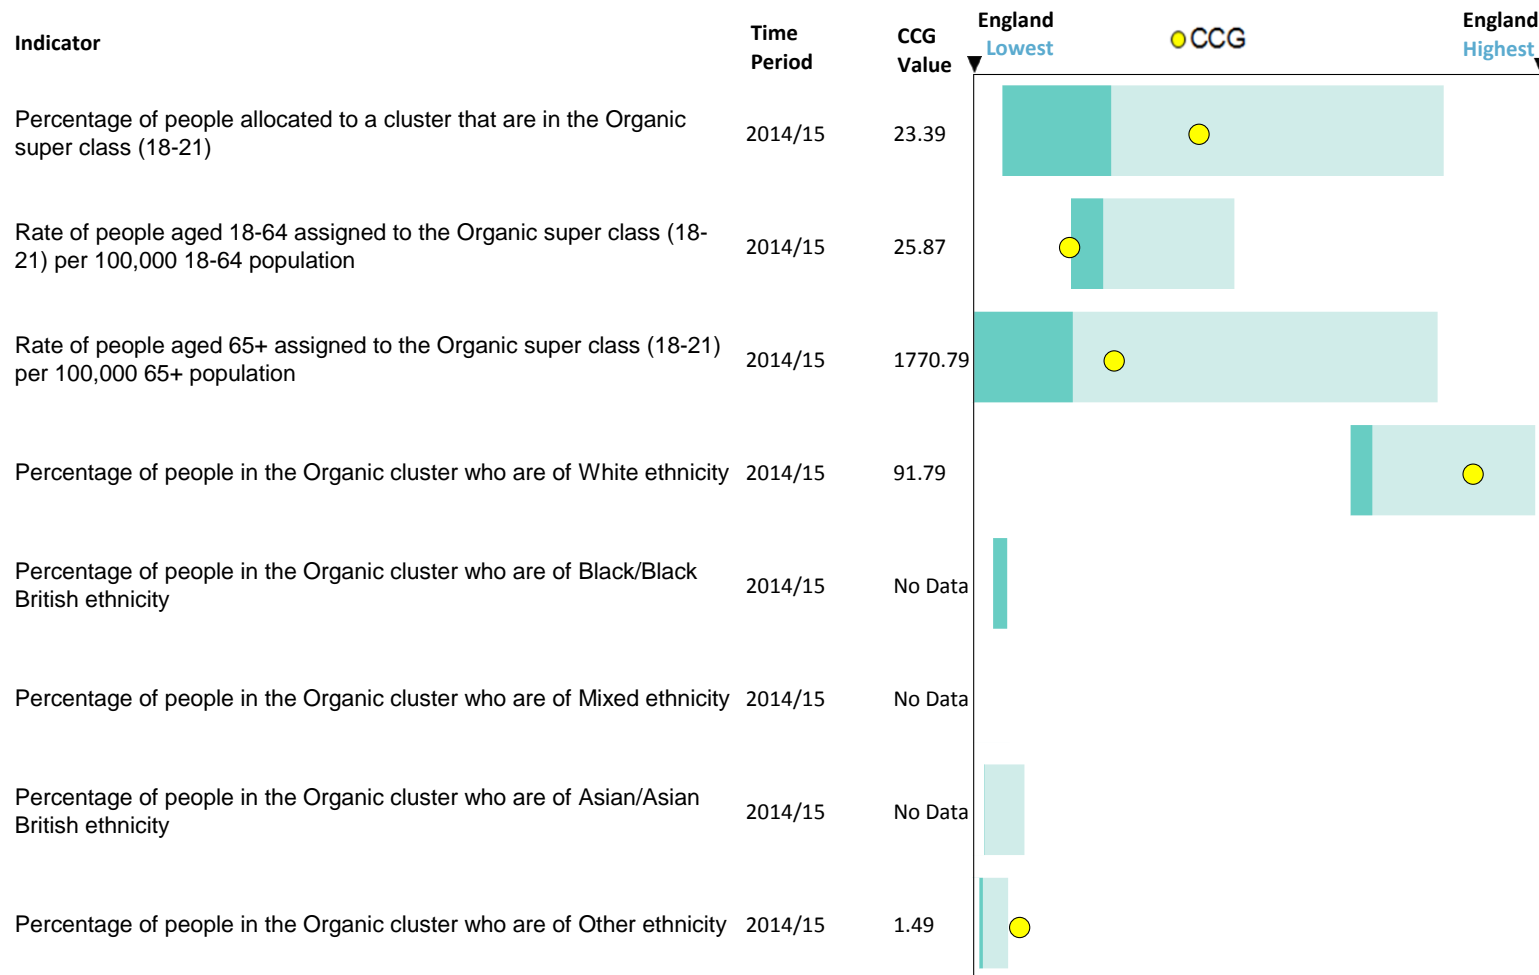 Indicator
Time Period
CCG Value
England Lowest
CCG
England Highest
Percentage of people allocated to a cluster that are in the Organic
super class (18-21)
2014/15
23.39
Rate of people aged 18-64 assigned to the Organic super class (18-
21) per 100,000 18-64 population
2014/15
25.87
Rate of people aged 65+ assigned to the Organic super class (18-21)
per 100,000 65+ population
2014/15
1770.79
Percentage of people in the Organic cluster who are of White ethnicity
2014/15
91.79
Percentage of people in the Organic cluster who are of Black/Black
British ethnicity
2014/15
No Data
Percentage of people in the Organic cluster who are of Mixed ethnicity
2014/15
No Data
Percentage of people in the Organic cluster who are of Asian/Asian
British ethnicity
2014/15
No Data
Percentage of people in the Organic cluster who are of Other ethnicity
2014/15
1.49